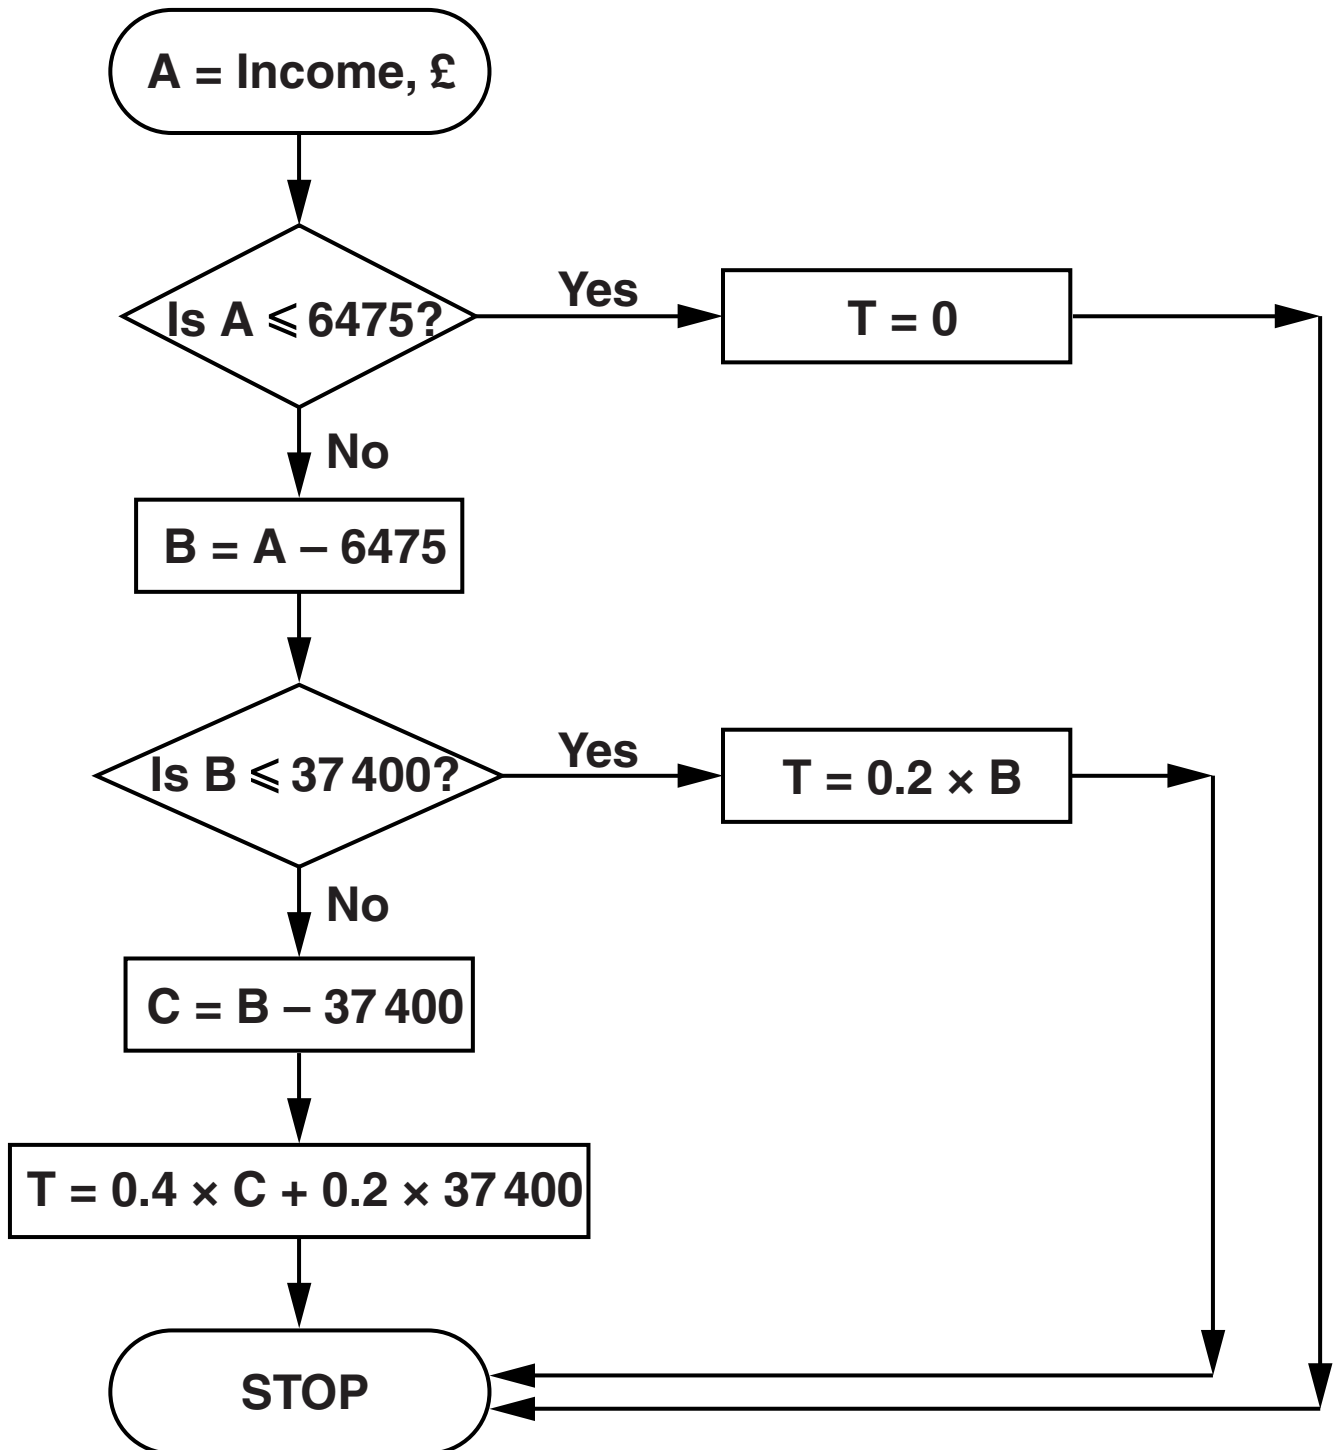 A = Income, £
Is A ⩽ 6475?
Yes
T = 0
No
B = A – 6475
Is B ⩽ 37 400?
Yes
T = 0.2 × B
No
C = B – 37 400
T = 0.4 × C + 0.2 × 37 400
STOP